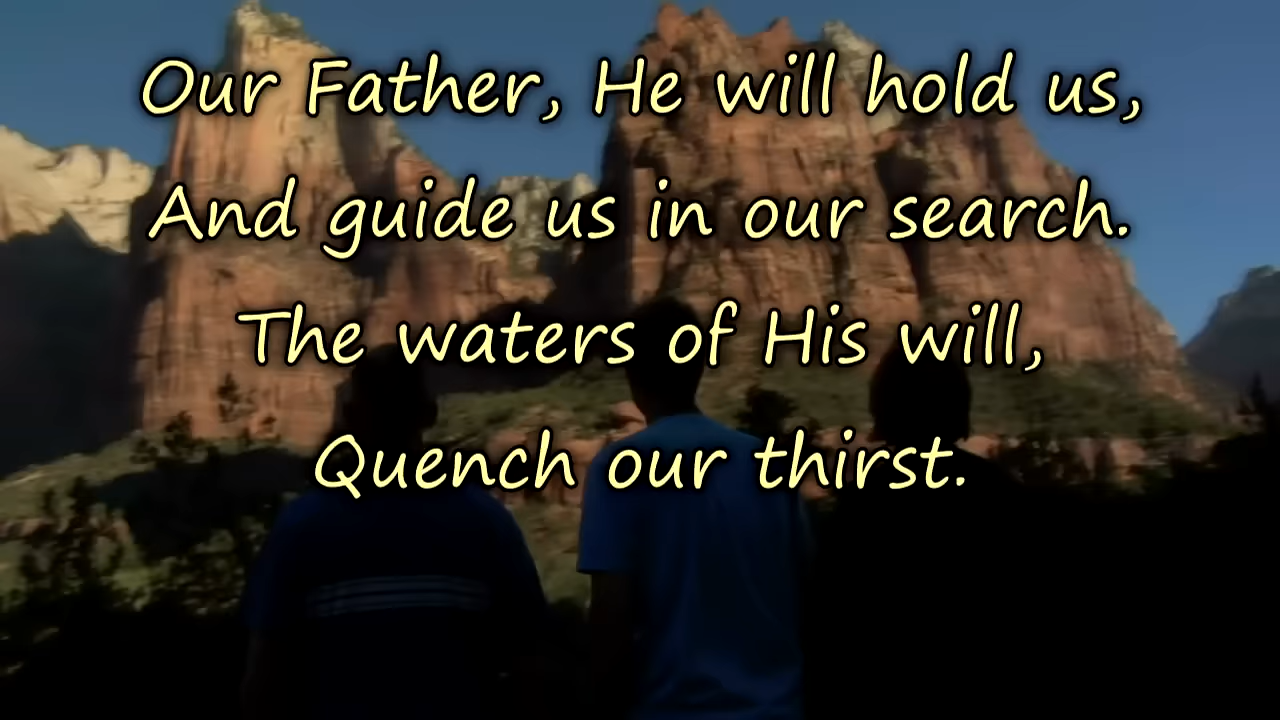 Our Father, He will hold us,
And guide us in our search.
The waters of His will,
Quench our thirst.